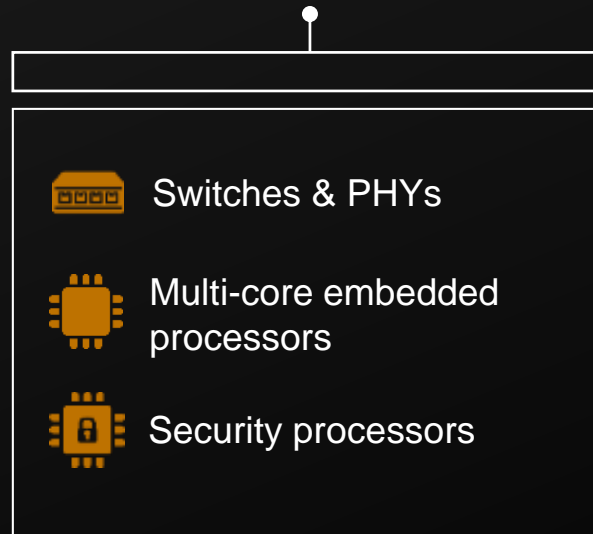 Switches & PHYs
Multi-core embedded
processors
Security processors